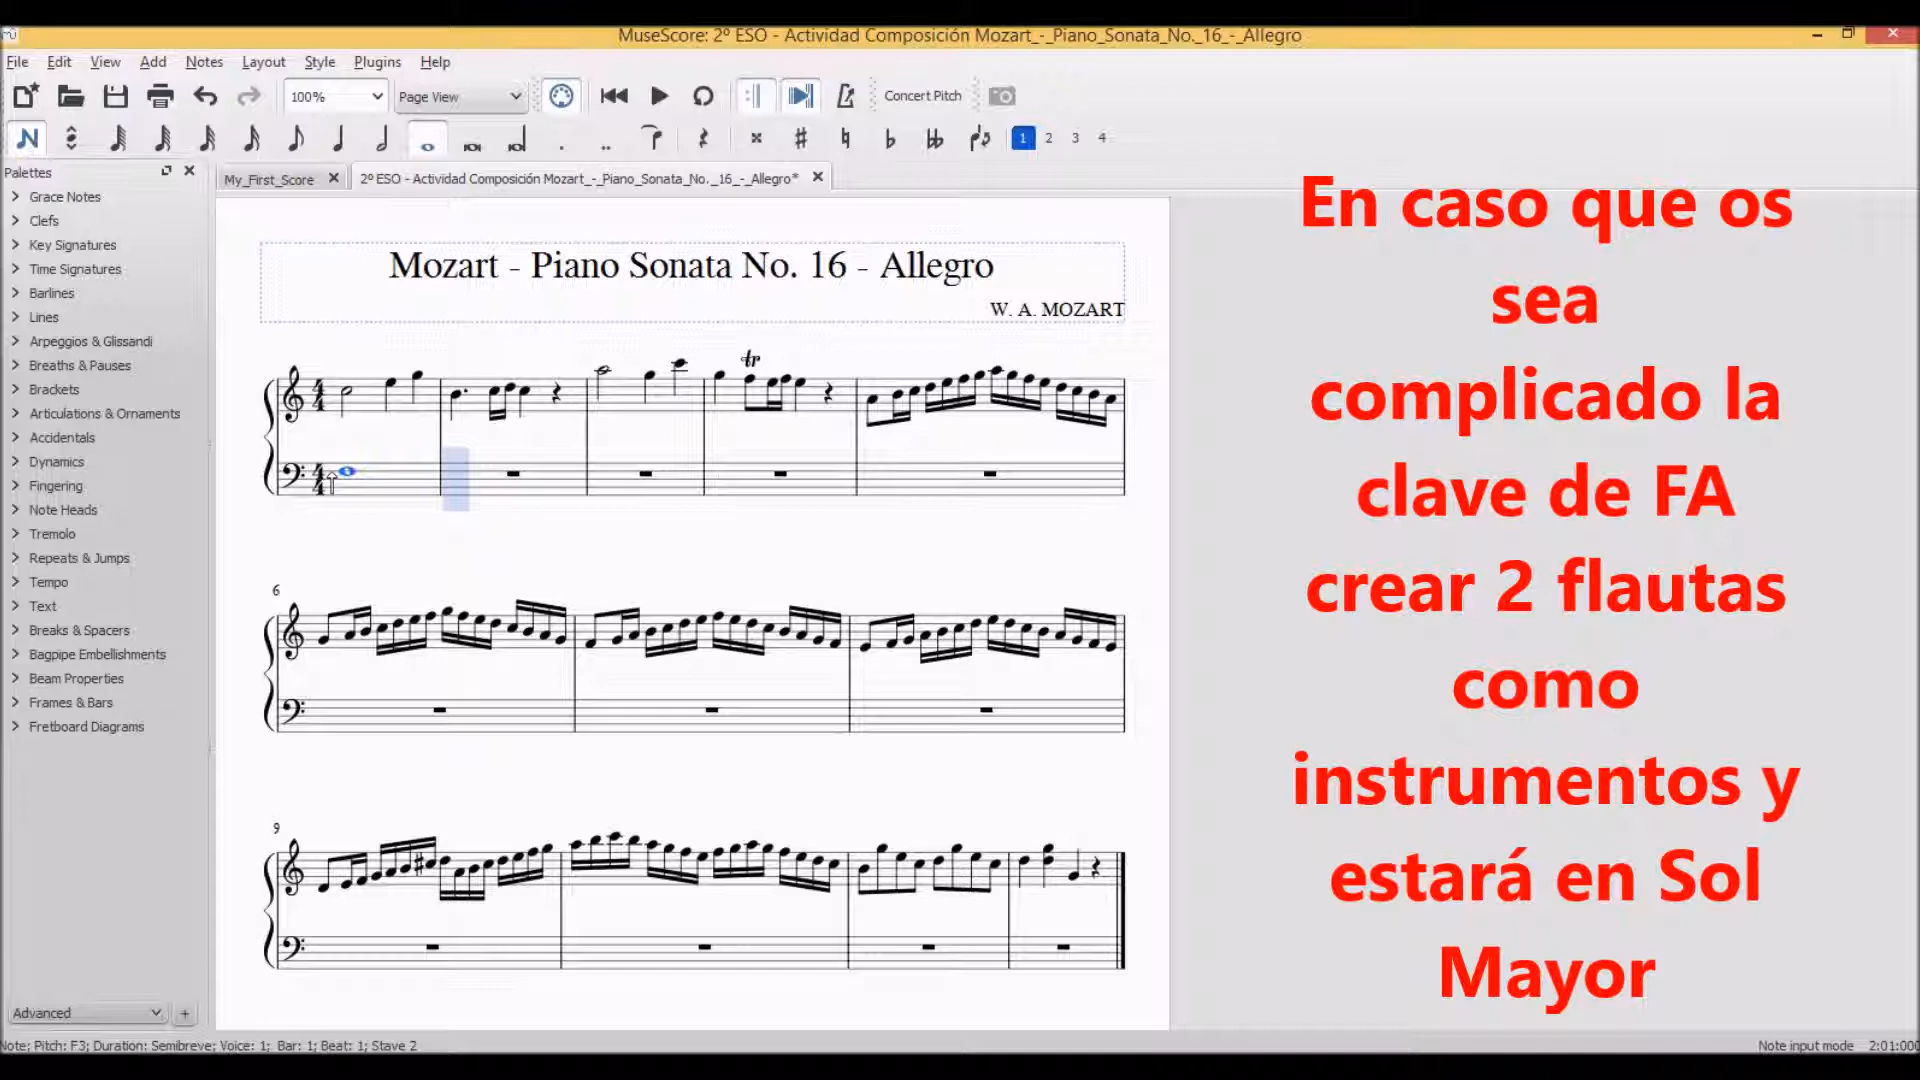 MuseScore: 2º ESO - Actividad Composición Mozart_-_Piano_Sonata_No._16_-_Allegro
File Edit View Add Notes Layout Style Plugins Help
100% Page View Concert Pitch
1 2 3 4
Palettes
My_First_Score 2º ESO - Actividad Composición Mozart_-_Piano_Sonata_No._16_-_Allegro*
Grace Notes
Clefs
Key Signatures
Time Signatures
Barlines
Lines
Arpeggios & Glissandi
Breaths & Pauses
Brackets
Articulations & Ornaments
Accidentals
Dynamics
Fingering
Note Heads
Tremolo
Repeats & Jumps
Tempo
Text
Breaks & Spacers
Bagpipe Embellishments
Beam Properties
Frames & Bars
Fretboard Diagrams
Advanced +
Mozart - Piano Sonata No. 16 - Allegro
W. A. MOZART
tr
6
9
En caso que os
sea
complicado la
clave de FA
crear 2 flautas
como
instrumentos y
estará en Sol
Mayor
Note; Pitch: F3; Duration: Semibreve; Voice: 1; Bar: 1; Beat: 1; Stave 2
Note input mode 2:01:000